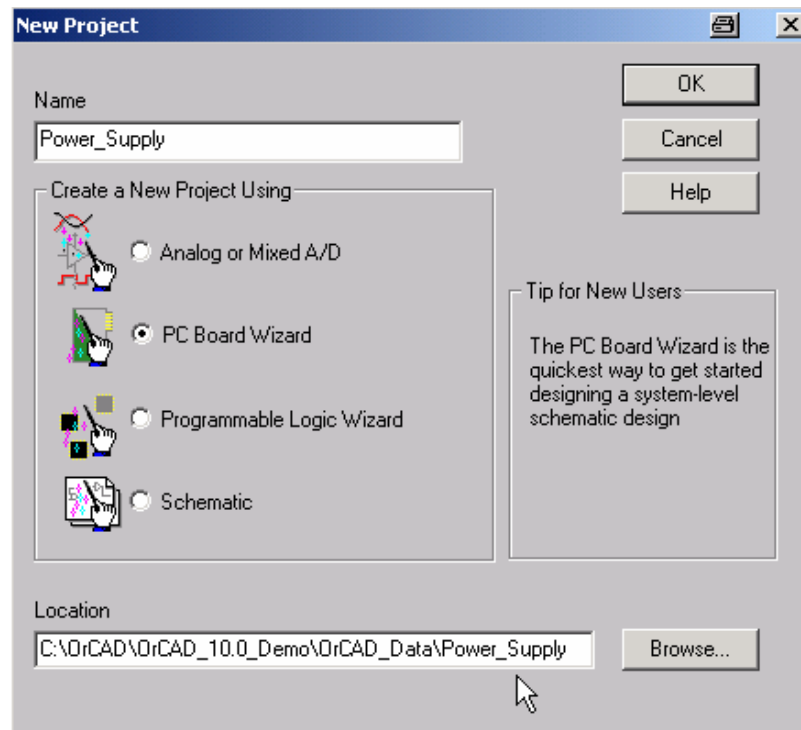 New Project
Name
Power_Supply
OK
Cancel
Help
Create a New Project Using
Analog or Mixed A/D
PC Board Wizard
Programmable Logic Wizard
Schematic
Tip for New Users
The PC Board Wizard is the
quickest way to get started
designing a system-level
schematic design
Location
C:\OrCAD\OrCAD_10.0_Demo\OrCAD_Data\Power_Supply
Browse...